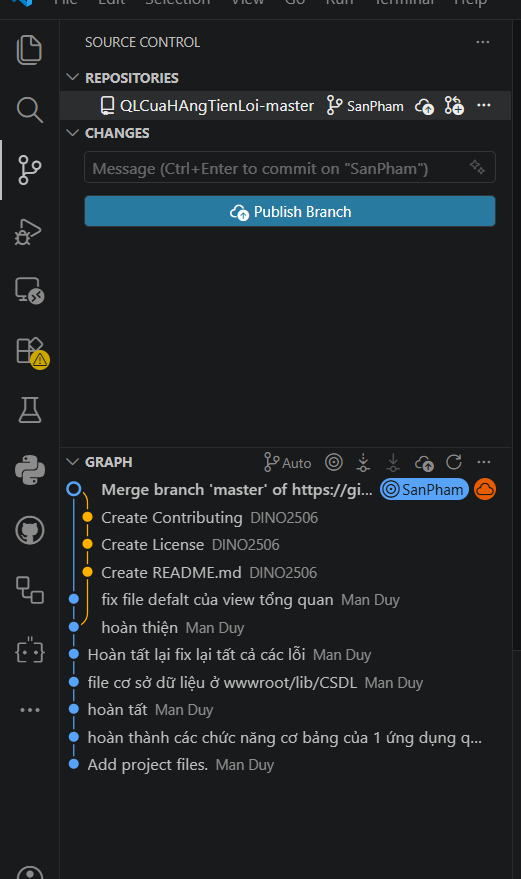 File Edit Selection View Go Run Terminal Help
SOURCE CONTROL
REPOSITORIES
QLCuaHAngTienLoi-master SanPham
CHANGES
Message (Ctrl+Enter to commit on "SanPham")
Publish Branch
GRAPH Auto
Merge branch 'master' of https://gi... SanPham
Create Contributing DINO2506
Create License DINO2506
Create README.md DINO2506
fix file defalt của view tổng quan Man Duy
hoàn thiện Man Duy
Hoàn tất lại fix lại tất cả các lỗi Man Duy
file cơ sở dữ liệu ở wwwroot/lib/CSDL Man Duy
hoàn tất Man Duy
hoàn thành các chức năng cơ bảng của 1 ứng dụng q...
Add project files. Man Duy